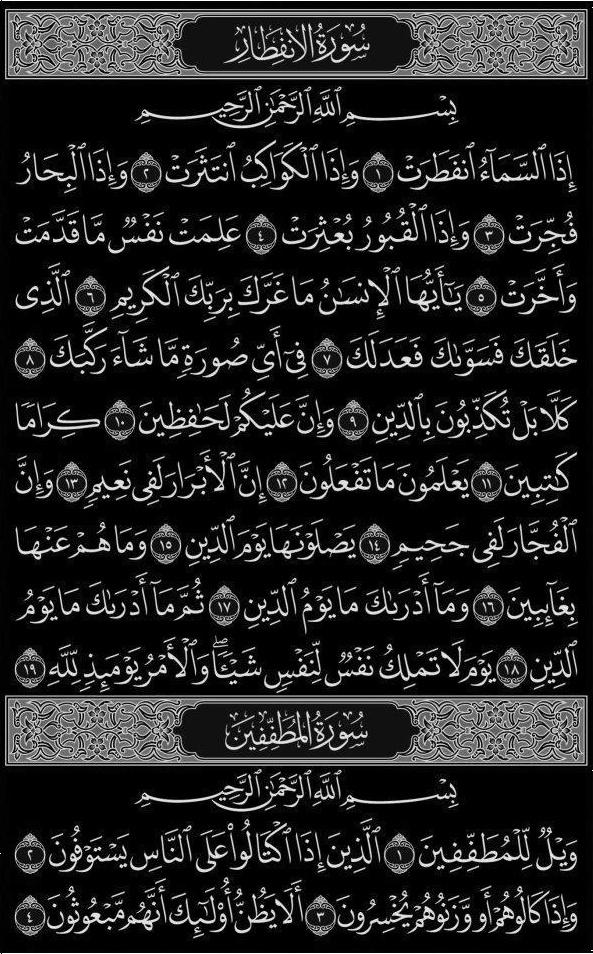 سُورَةُ الانفِطَارِ
بِسْمِ ٱللَّهِ ٱلرَّحْمَٰنِ ٱلرَّحِيمِ
إِذَا ٱلسَّمَآءُ ٱنفَطَرَتْ ١ وَإِذَا ٱلْكَوَاكِبُ ٱنتَثَرَتْ ٢ وَإِذَا ٱلْبِحَارُ
فُجِّرَتْ ٣ وَإِذَا ٱلْقُبُورُ بُعْثِرَتْ ٤ عَلِمَتْ نَفْسٌ مَّا قَدَّمَتْ
وَأَخَّرَتْ ٥ يَٰٓأَيُّهَا ٱلْإِنسَٰنُ مَا غَرَّكَ بِرَبِّكَ ٱلْكَرِيمِ ٦ ٱلَّذِى
خَلَقَكَ فَسَوَّىٰكَ فَعَدَلَكَ ٧ فِىٓ أَىِّ صُورَةٍ مَّا شَآءَ رَكَّبَكَ ٨
كَلَّا بَلْ تُكَذِّبُونَ بِٱلدِّينِ ٩ وَإِنَّ عَلَيْكُمْ لَحَٰفِظِينَ ١٠ كِرَامًا
كَٰتِبِينَ ١١ يَعْلَمُونَ مَا تَفْعَلُونَ ١٢ إِنَّ ٱلْأَبْرَارَ لَفِى نَعِيمٍ ١٣ وَإِنَّ
ٱلْفُجَّارَ لَفِى جَحِيمٍ ١٤ يَصْلَوْنَهَا يَوْمَ ٱلدِّينِ ١٥ وَمَا هُمْ عَنْهَا
بِغَآئِبِينَ ١٦ وَمَآ أَدْرَىٰكَ مَا يَوْمُ ٱلدِّينِ ١٧ ثُمَّ مَآ أَدْرَىٰكَ مَا يَوْمُ
ٱلدِّينِ ١٨ يَوْمَ لَا تَمْلِكُ نَفْسٌ لِّنَفْسٍ شَيْـًٔا ۖ وَٱلْأَمْرُ يَوْمَئِذٍ لِّلَّهِ ١٩
سُورَةُ المُطَفِّفِينَ
بِسْمِ ٱللَّهِ ٱلرَّحْمَٰنِ ٱلرَّحِيمِ
وَيْلٌ لِّلْمُطَفِّفِينَ ١ ٱلَّذِينَ إِذَا ٱكْتَالُوا۟ عَلَى ٱلنَّاسِ يَسْتَوْفُونَ ٢
وَإِذَا كَالُوهُمْ أَو وَّزَنُوهُمْ يُخْسِرُونَ ٣ أَلَا يَظُنُّ أُو۟لَٰٓئِكَ أَنَّهُم مَّبْعُوثُونَ ٤